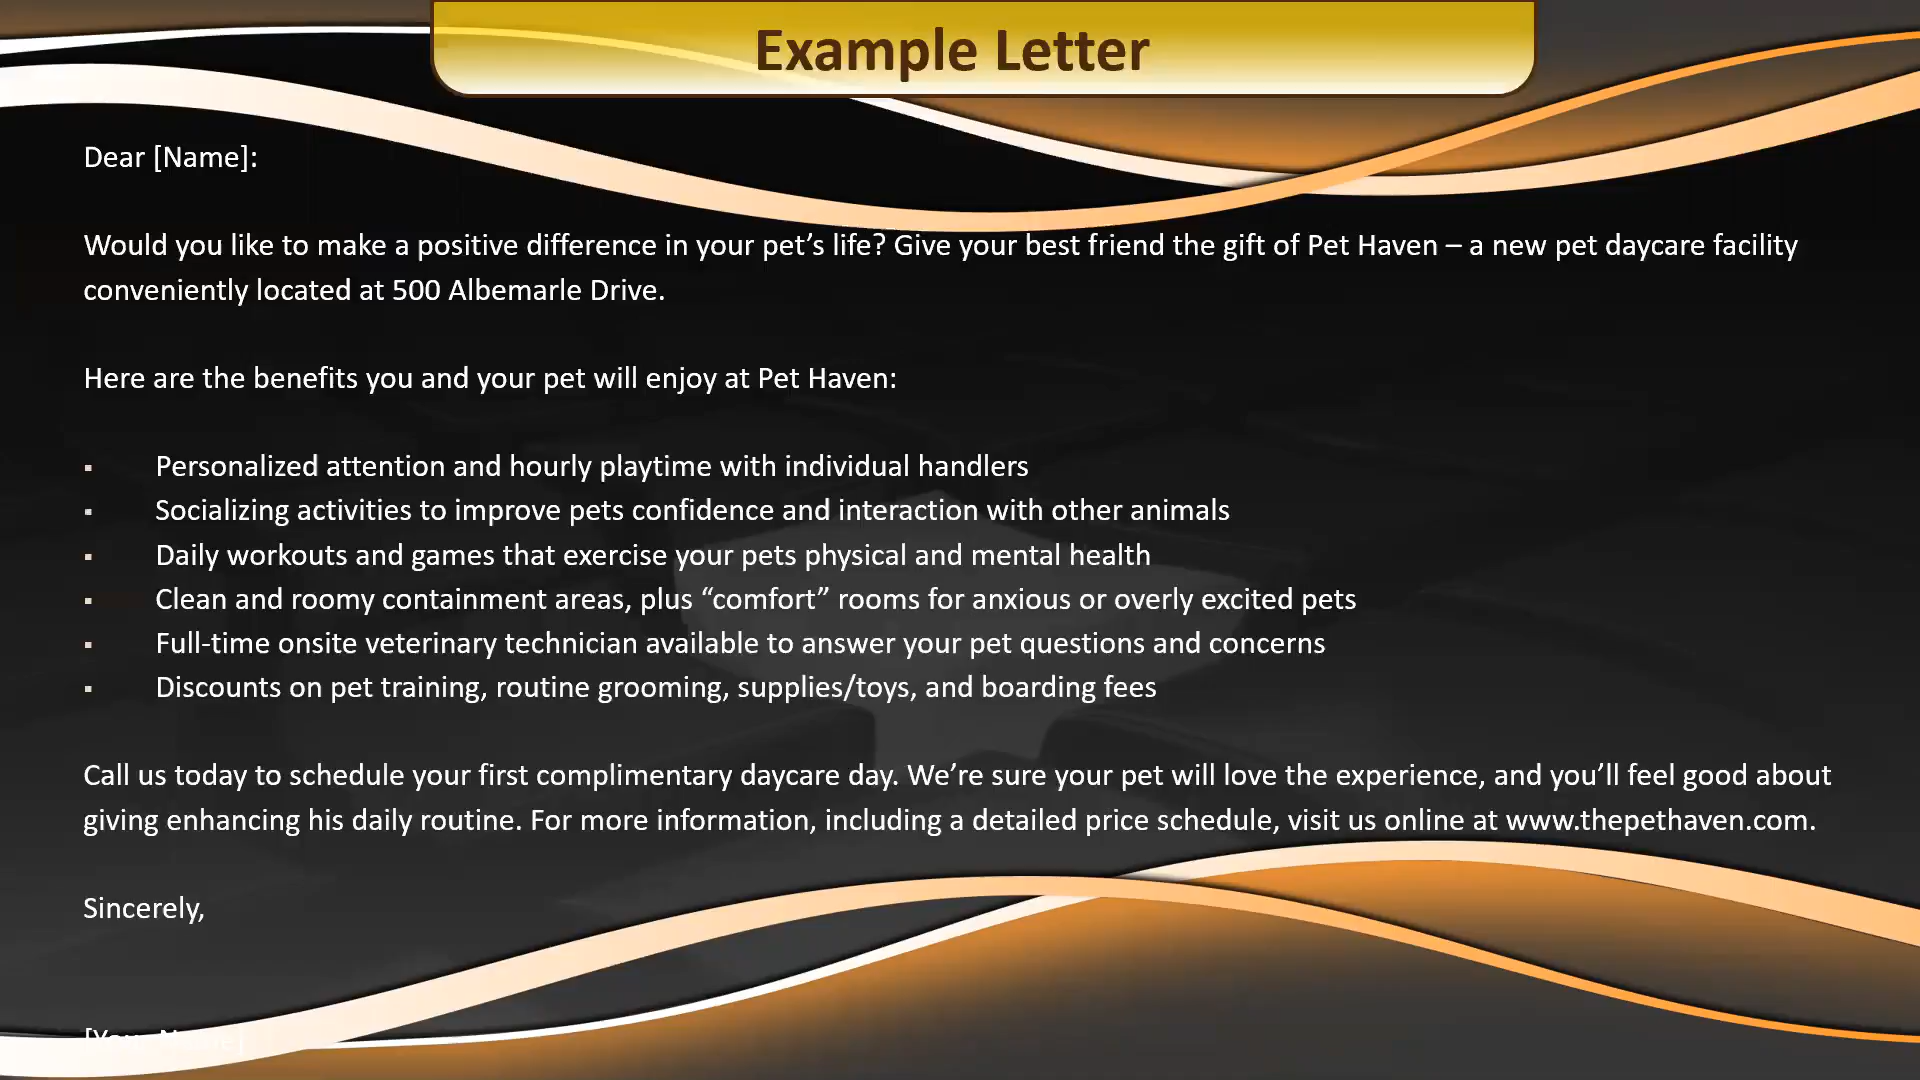 Example Letter
Dear [Name]:
Would you like to make a positive difference in your pet’s life? Give your best friend the gift of Pet Haven – a new pet daycare facility
conveniently located at 500 Albemarle Drive.
Here are the benefits you and your pet will enjoy at Pet Haven:
▪ Personalized attention and hourly playtime with individual handlers
▪ Socializing activities to improve pets confidence and interaction with other animals
▪ Daily workouts and games that exercise your pets physical and mental health
▪ Clean and roomy containment areas, plus “comfort” rooms for anxious or overly excited pets
▪ Full-time onsite veterinary technician available to answer your pet questions and concerns
▪ Discounts on pet training, routine grooming, supplies/toys, and boarding fees
Call us today to schedule your first complimentary daycare day. We’re sure your pet will love the experience, and you’ll feel good about
giving enhancing his daily routine. For more information, including a detailed price schedule, visit us online at www.thepethaven.com.
Sincerely,
[Your Name]